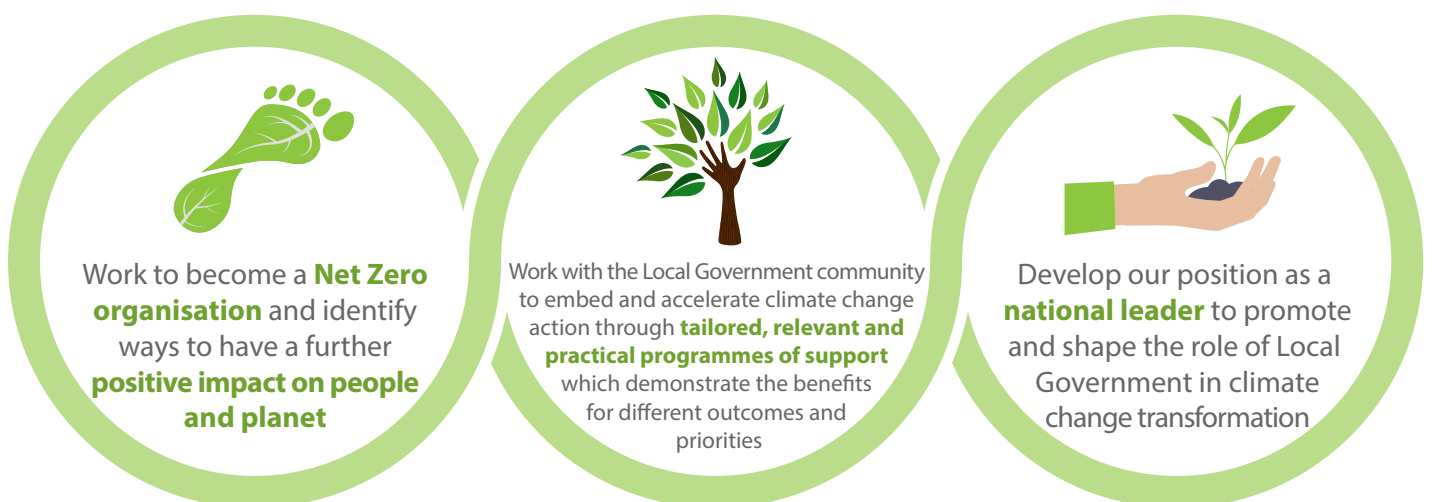 Work to become a Net Zero
organisation and identify
ways to have a further
positive impact on people
and planet
Work with the Local Government community
to embed and accelerate climate change
action through tailored, relevant and
practical programmes of support
which demonstrate the benefits
for different outcomes and
priorities
Develop our position as a
national leader to promote
and shape the role of Local
Government in climate
change transformation